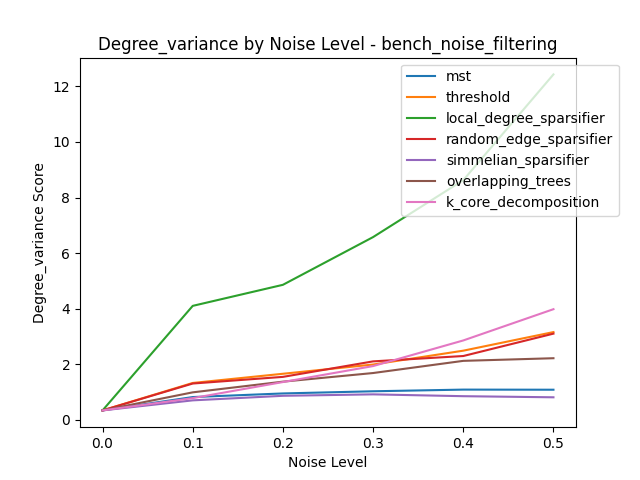 Degree_variance by Noise Level - bench_noise_filtering
mst
threshold
local_degree_sparsifier
random_edge_sparsifier
simmelian_sparsifier
overlapping_trees
k_core_decomposition
Degree_variance Score
12
10
8
6
4
2
0
0.0 0.1 0.2 0.3 0.4 0.5
Noise Level